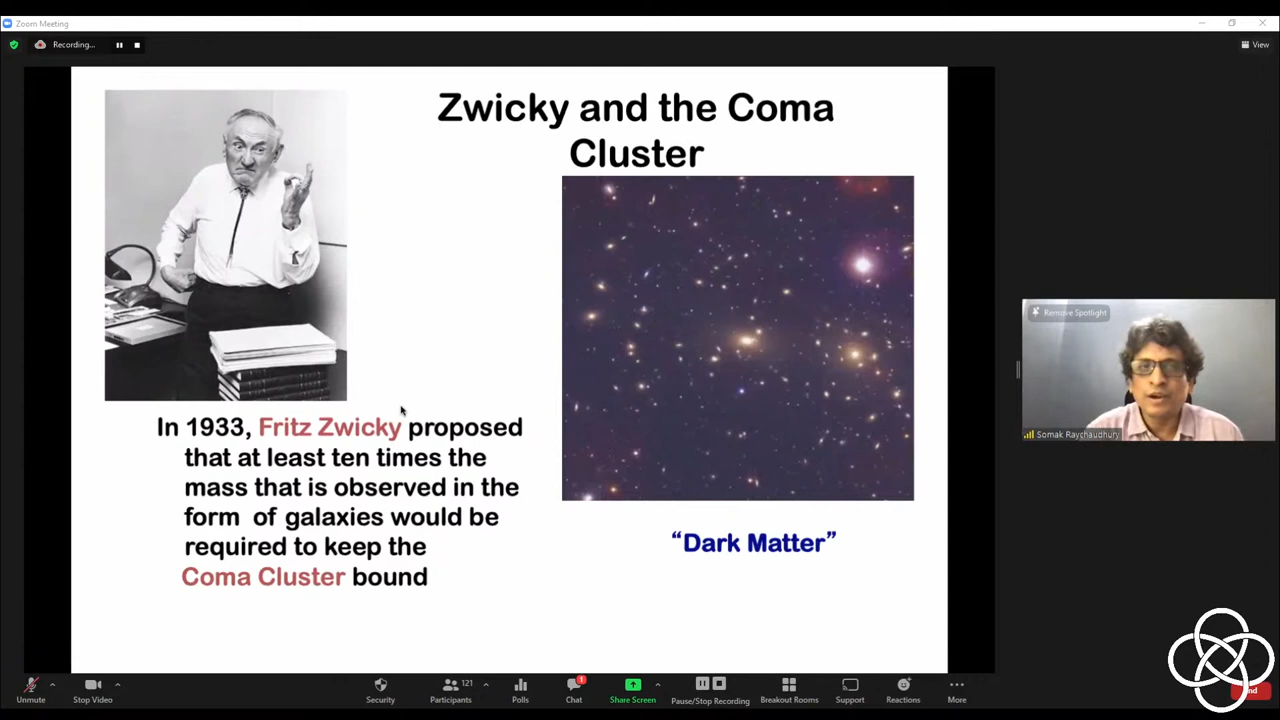 Zoom Meeting
Recording...
View
Zwicky and the Coma
Cluster
In 1933, Fritz Zwicky proposed
that at least ten times the
mass that is observed in the
form of galaxies would be
required to keep the
Coma Cluster bound
“Dark Matter”
Remove Spotlight
Somak Raychaudhury
Unmute
Stop Video
Security
121
Participants
Polls
1
Chat
Share Screen
Pause/Stop Recording
Breakout Rooms
Support
Reactions
More